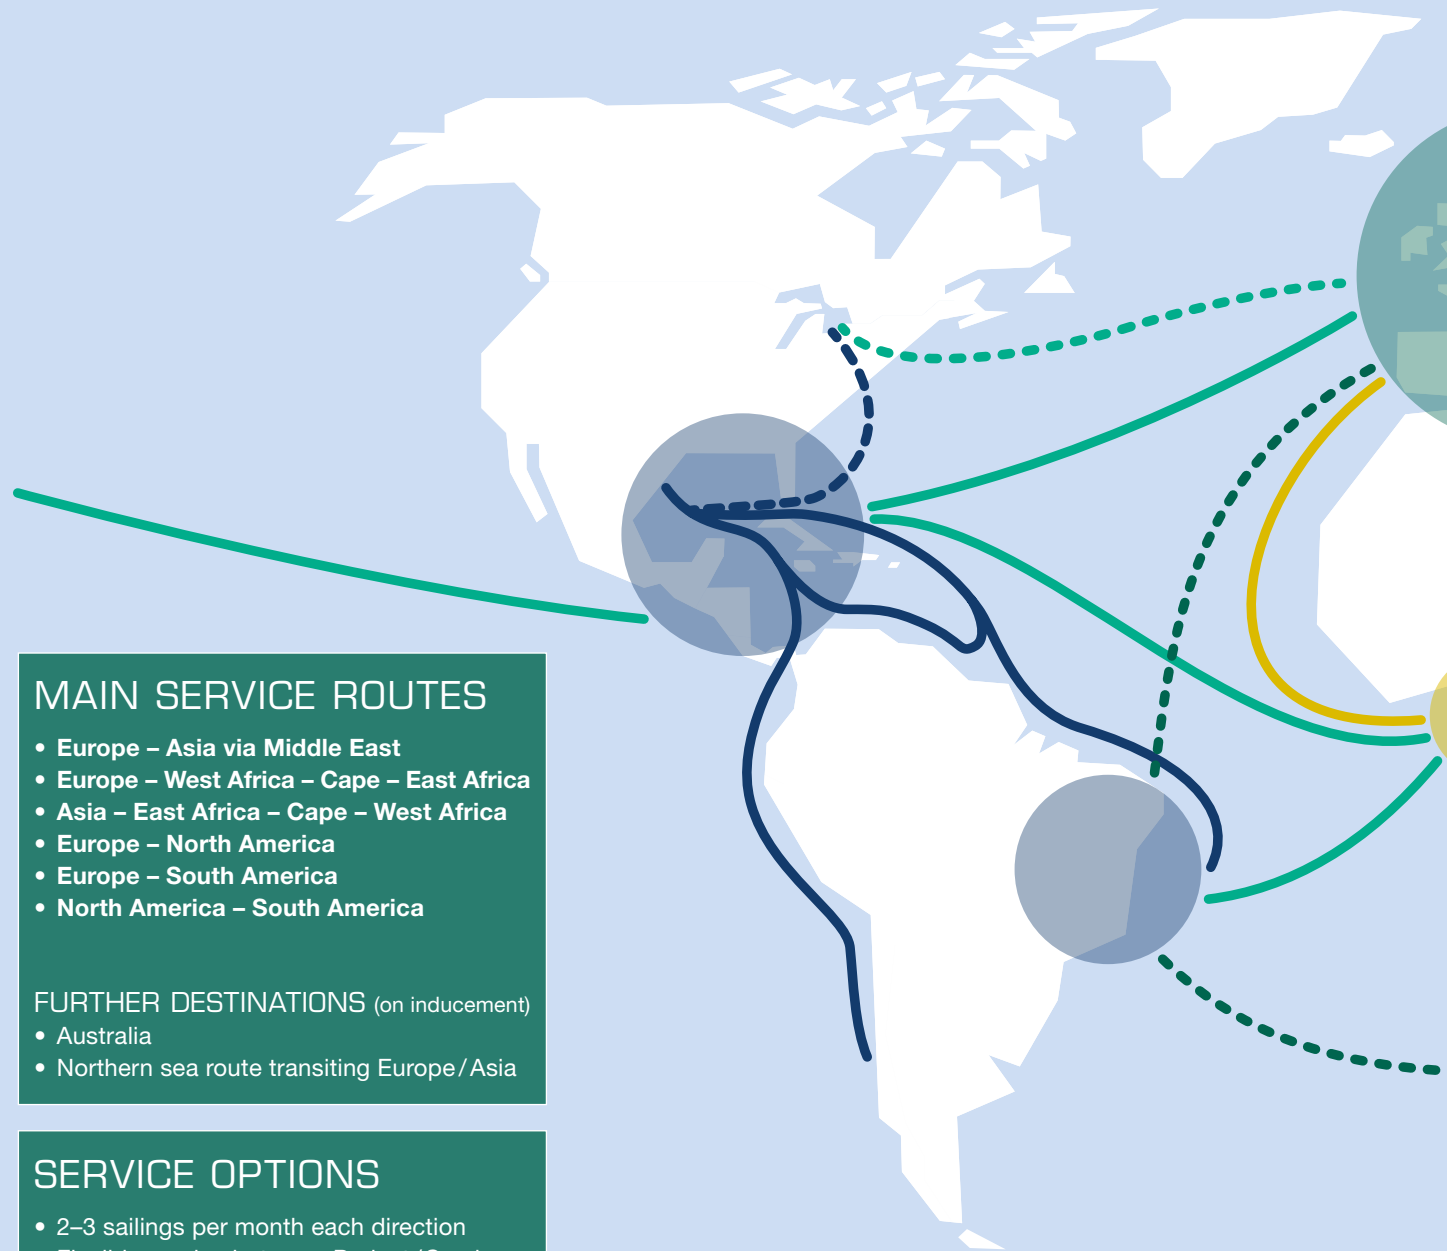 MAIN SERVICE ROUTES
• Europe – Asia via Middle East
• Europe – West Africa – Cape – East Africa
• Asia – East Africa – Cape – West Africa
• Europe – North America
• Europe – South America
• North America – South America
FURTHER DESTINATIONS (on inducement)
• Australia
• Northern sea route transiting Europe/Asia
SERVICE OPTIONS
• 2–3 sailings per month each direction